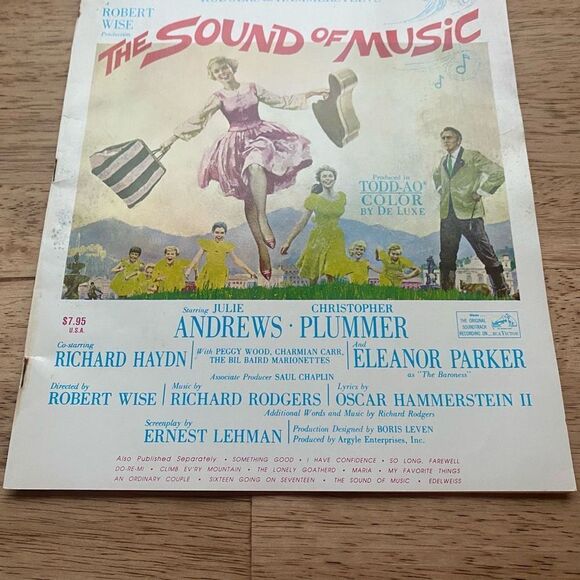 A
ROBERT
WISE
Production
RODGERS & HAMMERSTEIN'S
THE SOUND OF MUSIC
Produced in
TODD-AO®
COLOR
BY DE LUXE
$7.95
U.S.A.
Starring JULIE CHRISTOPHER
ANDREWS · PLUMMER
THE ORIGINAL
SOUNDTRACK
RECORDING ON...
RCA VICTOR
Co-starring
RICHARD HAYDN
With PEGGY WOOD, CHARMIAN CARR,
THE BIL BAIRD MARIONETTES
And
ELEANOR PARKER
as "The Baroness"
Associate Producer SAUL CHAPLIN
Directed by
ROBERT WISE
Music by
RICHARD RODGERS
Lyrics by
OSCAR HAMMERSTEIN II
Additional Words and Music by Richard Rodgers
Screenplay by
ERNEST LEHMAN
Production Designed by BORIS LEVEN
Produced by Argyle Enterprises, Inc.
Also Published Separately · SOMETHING GOOD · I HAVE CONFIDENCE · SO LONG, FAREWELL
DO-RE-MI · CLIMB EV'RY MOUNTAIN · THE LONELY GOATHERD · MARIA · MY FAVORITE THINGS
AN ORDINARY COUPLE · SIXTEEN GOING ON SEVENTEEN · THE SOUND OF MUSIC · EDELWEISS